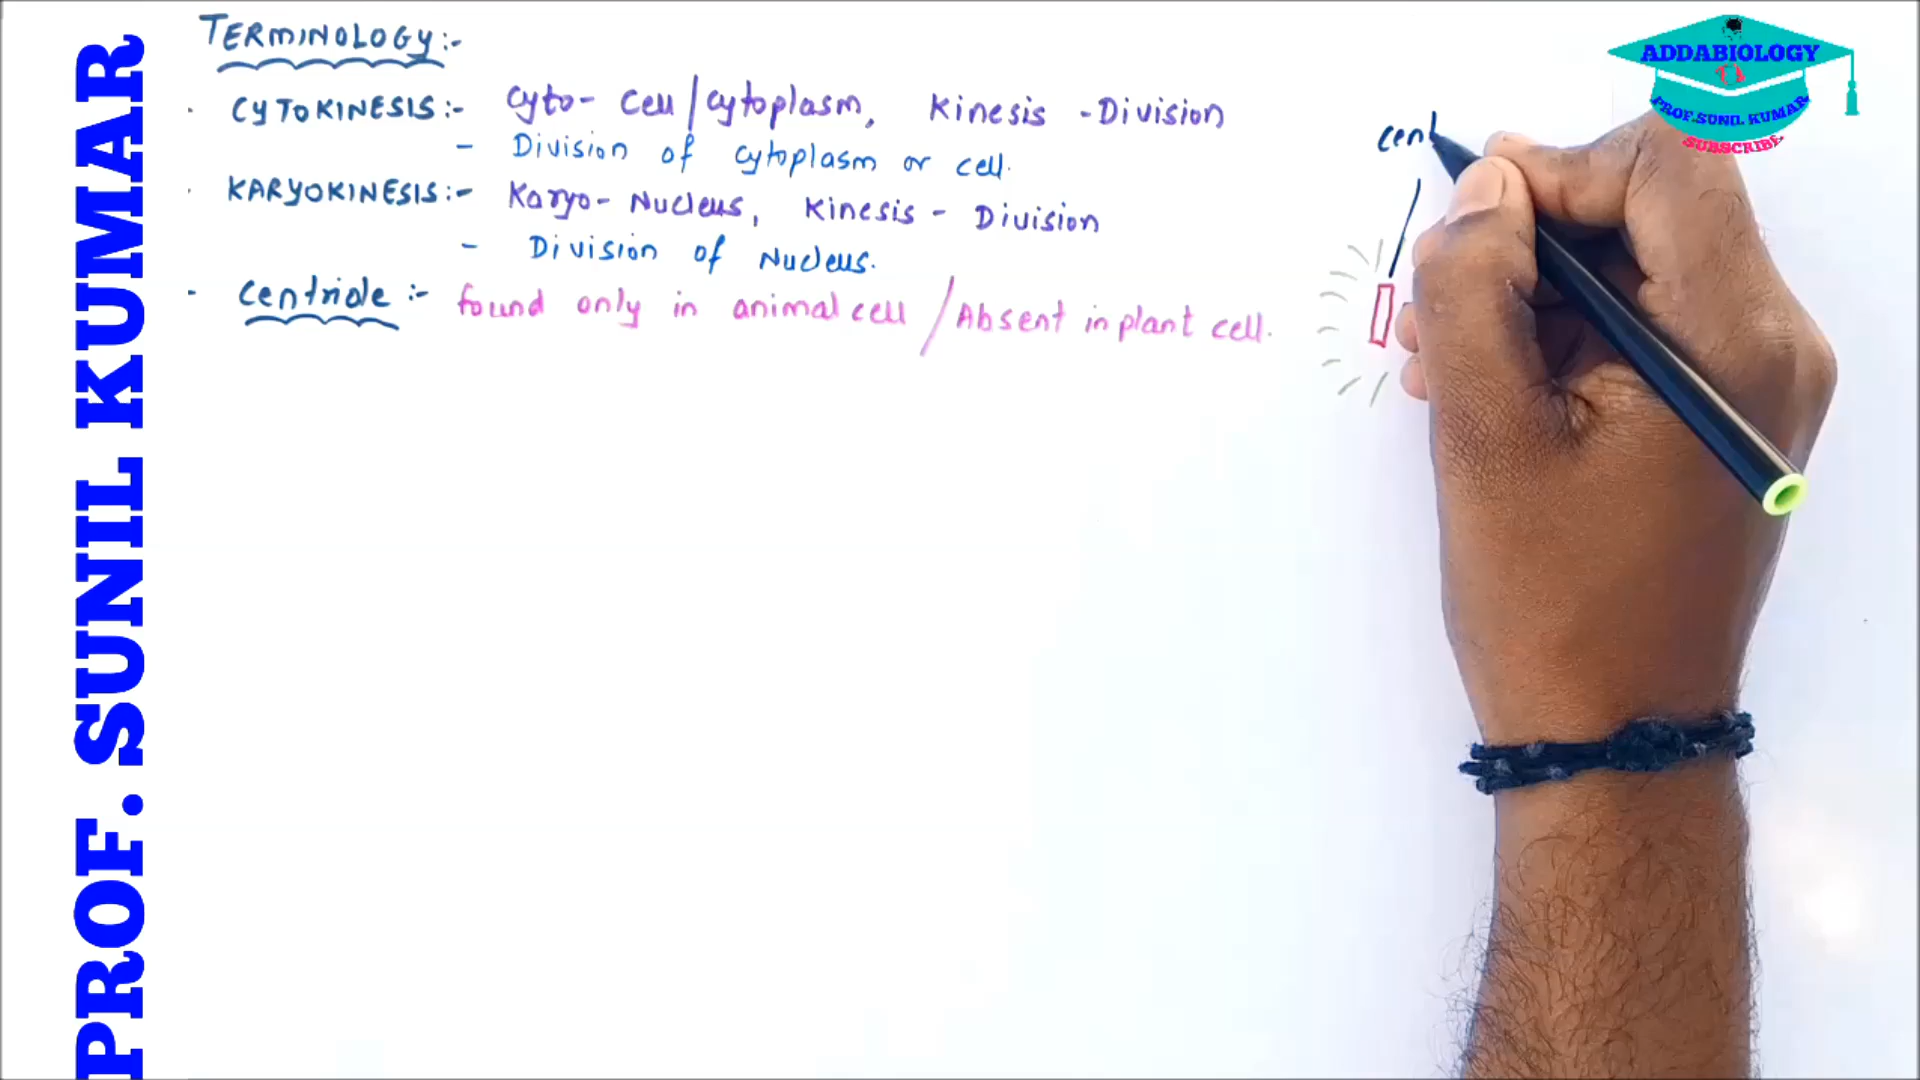 TERMINOLOGY:-
· CYTOKINESIS:- Cyto- Cell/cytoplasm, Kinesis -Division
- Division of cytoplasm or cell.
· KARYOKINESIS:- Karyo- Nucleus, Kinesis - Division
- Division of Nucleus.
· Centriole :- found only in animal cell / Absent in plant cell.
cent
PROF. SUNIL KUMAR
ADDABIOLOGY
PROF.SUNIL KUMAR
SUBSCRIBE